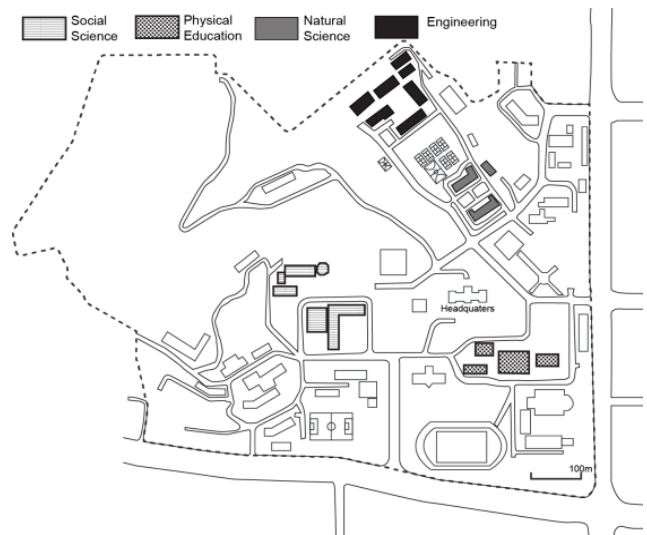 Social
Science
Physical
Education
Natural
Science
Engineering
Headquaters
100m